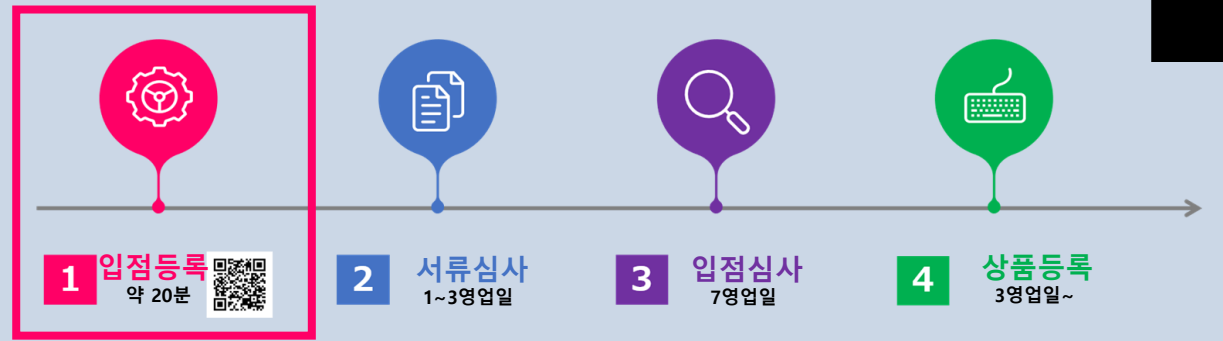 1 입점등록
약 20분
2 서류심사
1~3영업일
3 입점심사
7영업일
4 상품등록
3영업일~